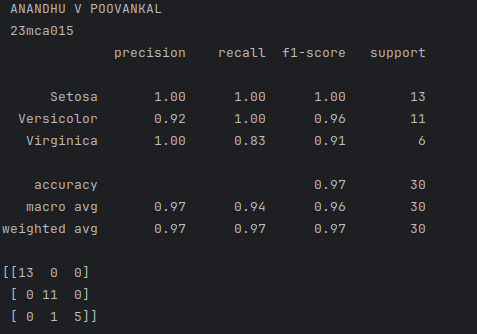 ANANDHU V POOVANKAL
23mca015
precision recall f1-score support
Setosa 1.00 1.00 1.00 13
Versicolor 0.92 1.00 0.96 11
Virginica 1.00 0.83 0.91 6
accuracy 0.97 30
macro avg 0.97 0.94 0.96 30
weighted avg 0.97 0.97 0.97 30
[[13 0 0]
[ 0 11 0]
[ 0 1 5]]